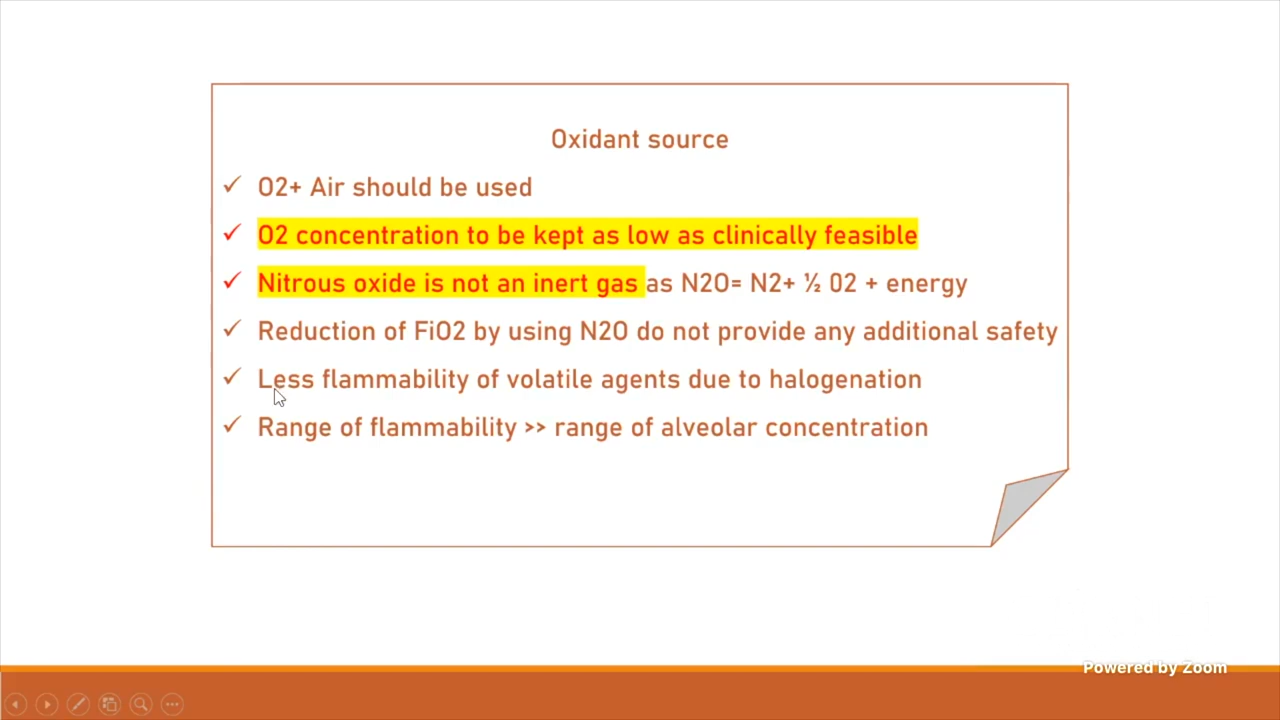 Oxidant source
O2+ Air should be used
O2 concentration to be kept as low as clinically feasible
Nitrous oxide is not an inert gas as N2O= N2+ ½ O2 + energy
Reduction of FiO2 by using N2O do not provide any additional safety
Less flammability of volatile agents due to halogenation
Range of flammability >> range of alveolar concentration
Powered by Zoom